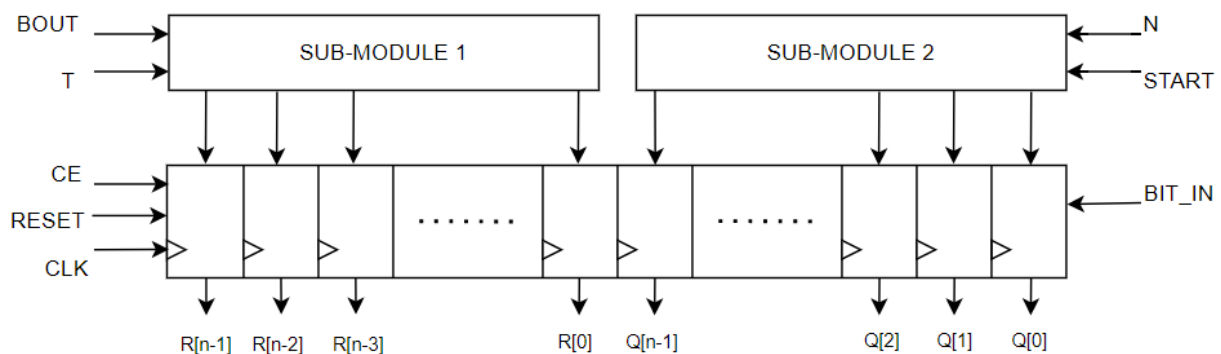 BOUT
T
SUB-MODULE 1
SUB-MODULE 2
N
START
CE
RESET
CLK
.......
.......
BIT_IN
R[n-1] R[n-2] R[n-3] R[0] Q[n-1] Q[2] Q[1] Q[0]